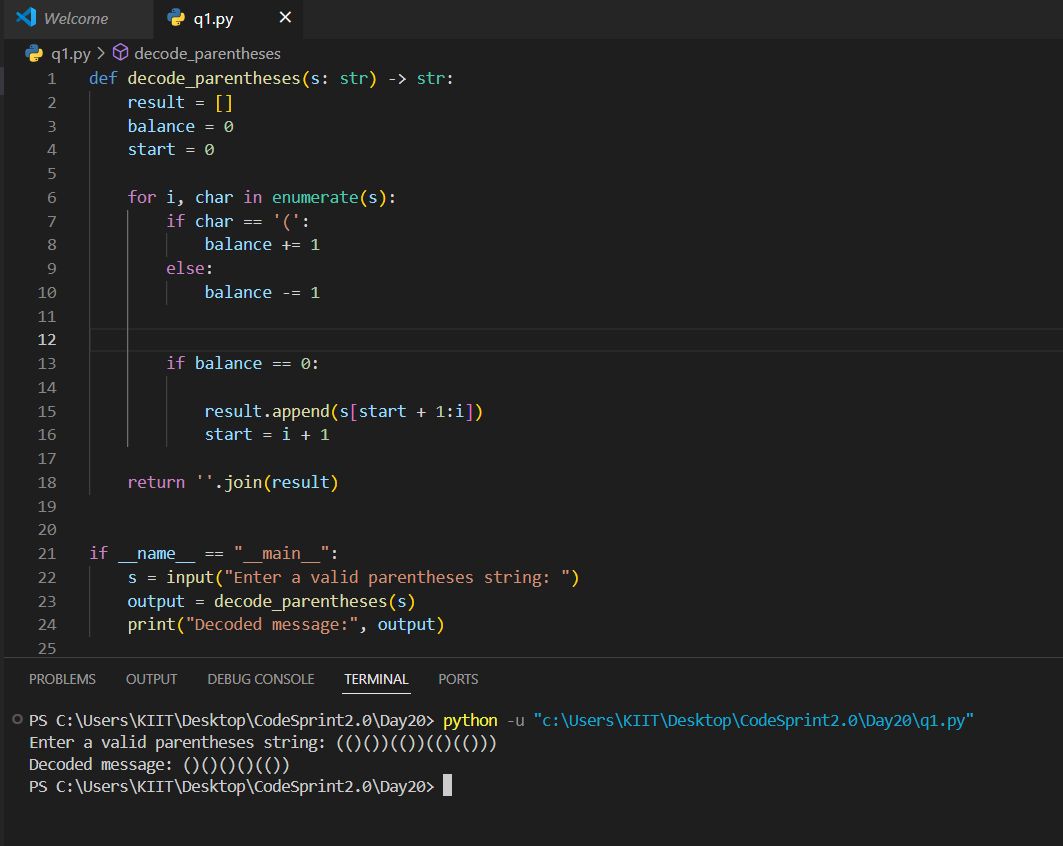 Welcome
q1.py ×
q1.py > decode_parentheses
1 def decode_parentheses(s: str) -> str:
2     result = []
3     balance = 0
4     start = 0
5
6     for i, char in enumerate(s):
7         if char == '(':
8             balance += 1
9         else:
10             balance -= 1
11
12
13         if balance == 0:
14
15             result.append(s[start + 1:i])
16             start = i + 1
17
18     return ''.join(result)
19
20
21 if __name__ == "__main__":
22     s = input("Enter a valid parentheses string: ")
23     output = decode_parentheses(s)
24     print("Decoded message:", output)
25
PROBLEMS OUTPUT DEBUG CONSOLE TERMINAL PORTS
PS C:\Users\KIIT\Desktop\CodeSprint2.0\Day20> python -u "c:\Users\KIIT\Desktop\CodeSprint2.0\Day20\q1.py"
Enter a valid parentheses string: (()())(())(()(()))
Decoded message: ()()()()(())
PS C:\Users\KIIT\Desktop\CodeSprint2.0\Day20>